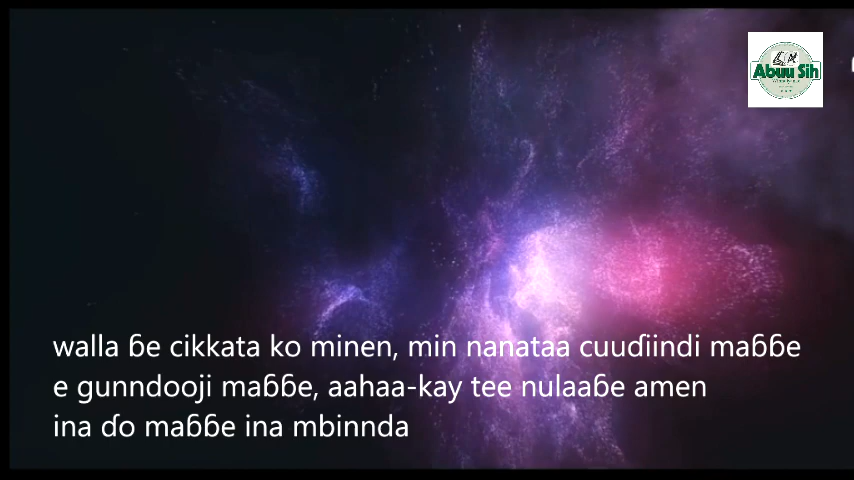 Abuu Sih
walla ɓe cikkata ko minen, min nanataa cuuɗiindi maɓɓe
e gunndooji maɓɓe, aahaa-kay tee nulaaɓe amen
ina ɗo maɓɓe ina mbinnda